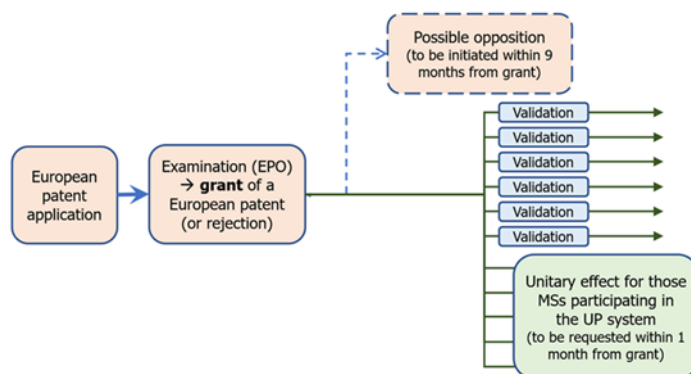 European
patent
application
Examination (EPO)
→ grant of a
European patent
(or rejection)
Possible opposition
(to be initiated within 9
months from grant)
Validation
Validation
Validation
Validation
Validation
Validation
Unitary effect for those
MSs participating in
the UP system
(to be requested within 1
month from grant)